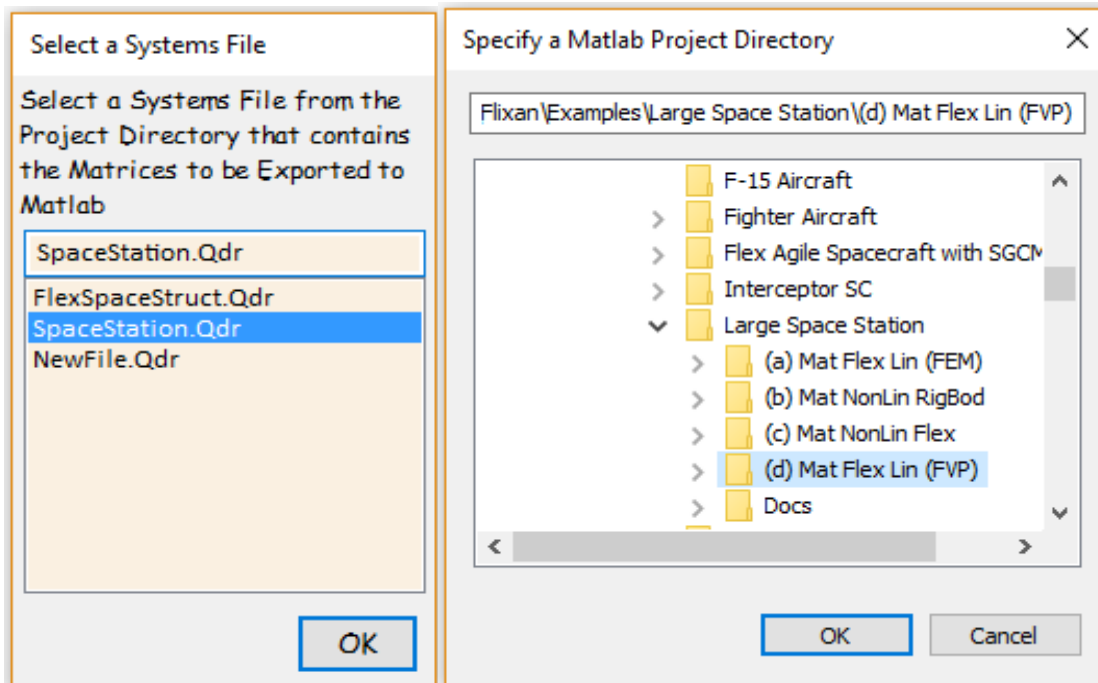 Select a Systems File
Select a Systems File from the
Project Directory that contains
the Matrices to be Exported to
Matlab
SpaceStation.Qdr
FlexSpaceStruct.Qdr
SpaceStation.Qdr
NewFile.Qdr
OK
Specify a Matlab Project Directory
Flixan\Examples\Large Space Station\(d) Mat Flex Lin (FVP)
F-15 Aircraft
Fighter Aircraft
Flex Agile Spacecraft with SGCM
Interceptor SC
Large Space Station
(a) Mat Flex Lin (FEM)
(b) Mat NonLin RigBod
(c) Mat NonLin Flex
(d) Mat Flex Lin (FVP)
Docs
OK
Cancel